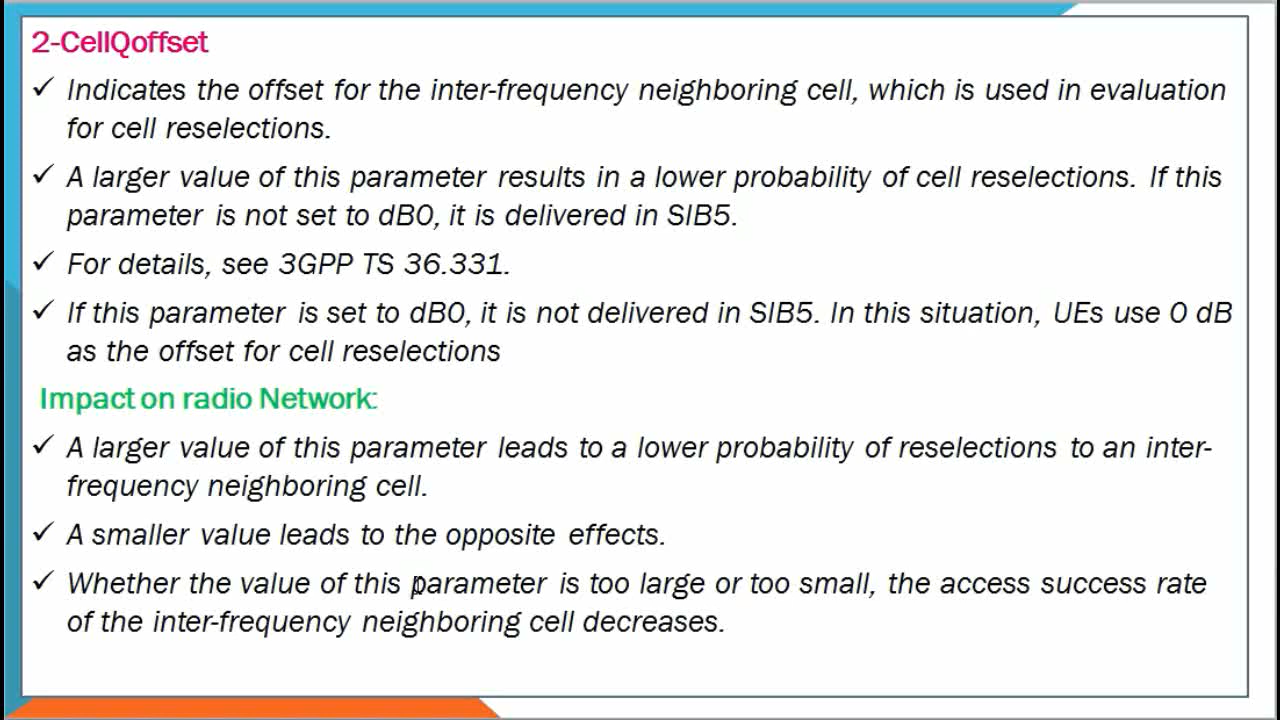 2-CellQoffset
✓ Indicates the offset for the inter-frequency neighboring cell, which is used in evaluation
for cell reselections.
✓ A larger value of this parameter results in a lower probability of cell reselections. If this
parameter is not set to dB0, it is delivered in SIB5.
✓ For details, see 3GPP TS 36.331.
✓ If this parameter is set to dB0, it is not delivered in SIB5. In this situation, UEs use 0 dB
as the offset for cell reselections
Impact on radio Network:
✓ A larger value of this parameter leads to a lower probability of reselections to an inter-
frequency neighboring cell.
✓ A smaller value leads to the opposite effects.
✓ Whether the value of this parameter is too large or too small, the access success rate
of the inter-frequency neighboring cell decreases.